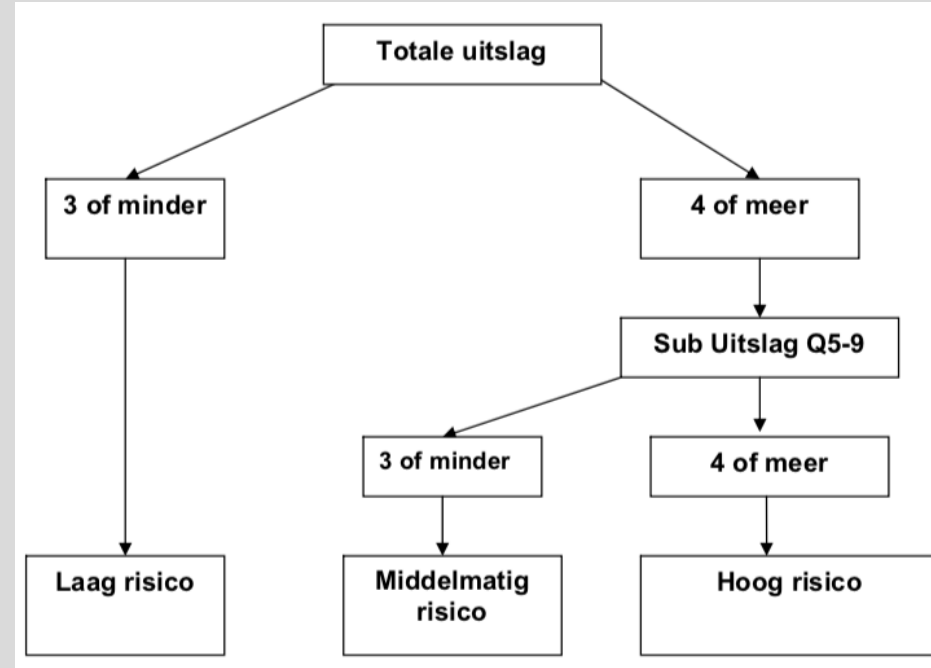 Totale uitslag
3 of minder
4 of meer
Sub Uitslag Q5-9
3 of minder
4 of meer
Laag risico
Middelmatig
risico
Hoog risico